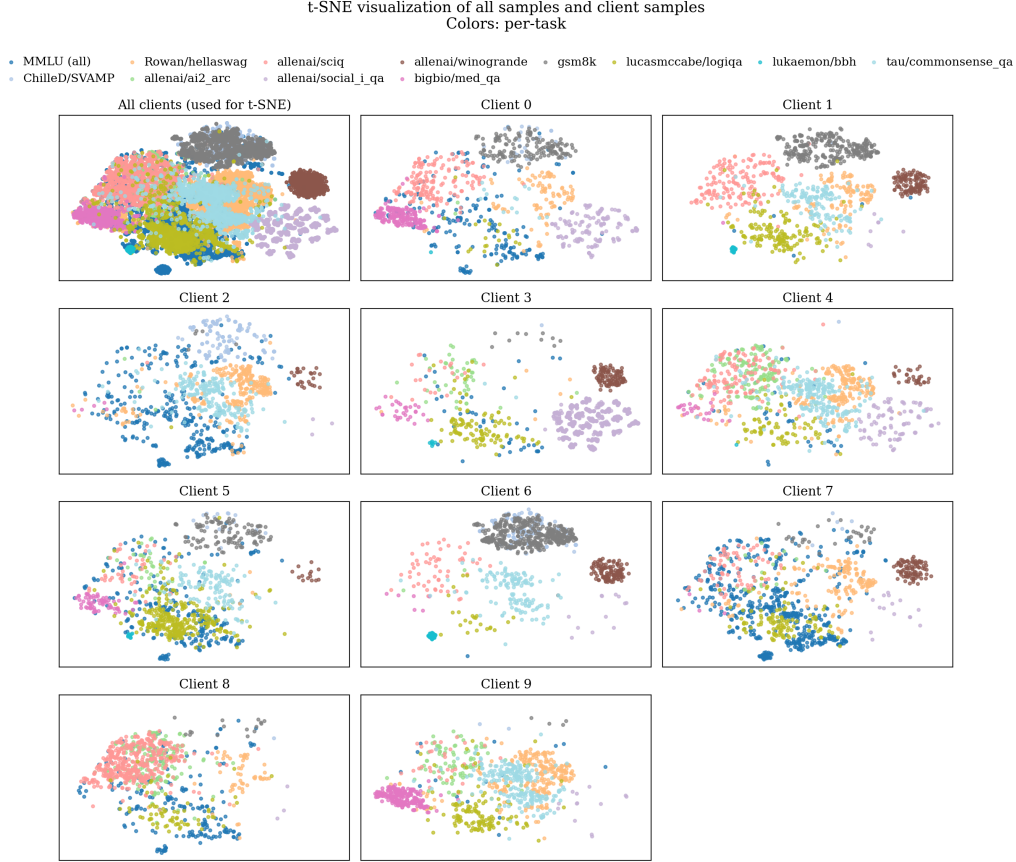 t-SNE visualization of all samples and client samples
Colors: per-task
MMLU (all) Rowan/hellaswag allenai/sciq allenai/winogrande gsm8k lucasmccabe/logiqa lukaemon/bbh tau/commonsense_qa
ChilleD/SVAMP allenai/ai2_arc allenai/social_i_qa bigbio/med_qa
All clients (used for t-SNE) Client 0 Client 1
Client 2 Client 3 Client 4
Client 5 Client 6 Client 7
Client 8 Client 9